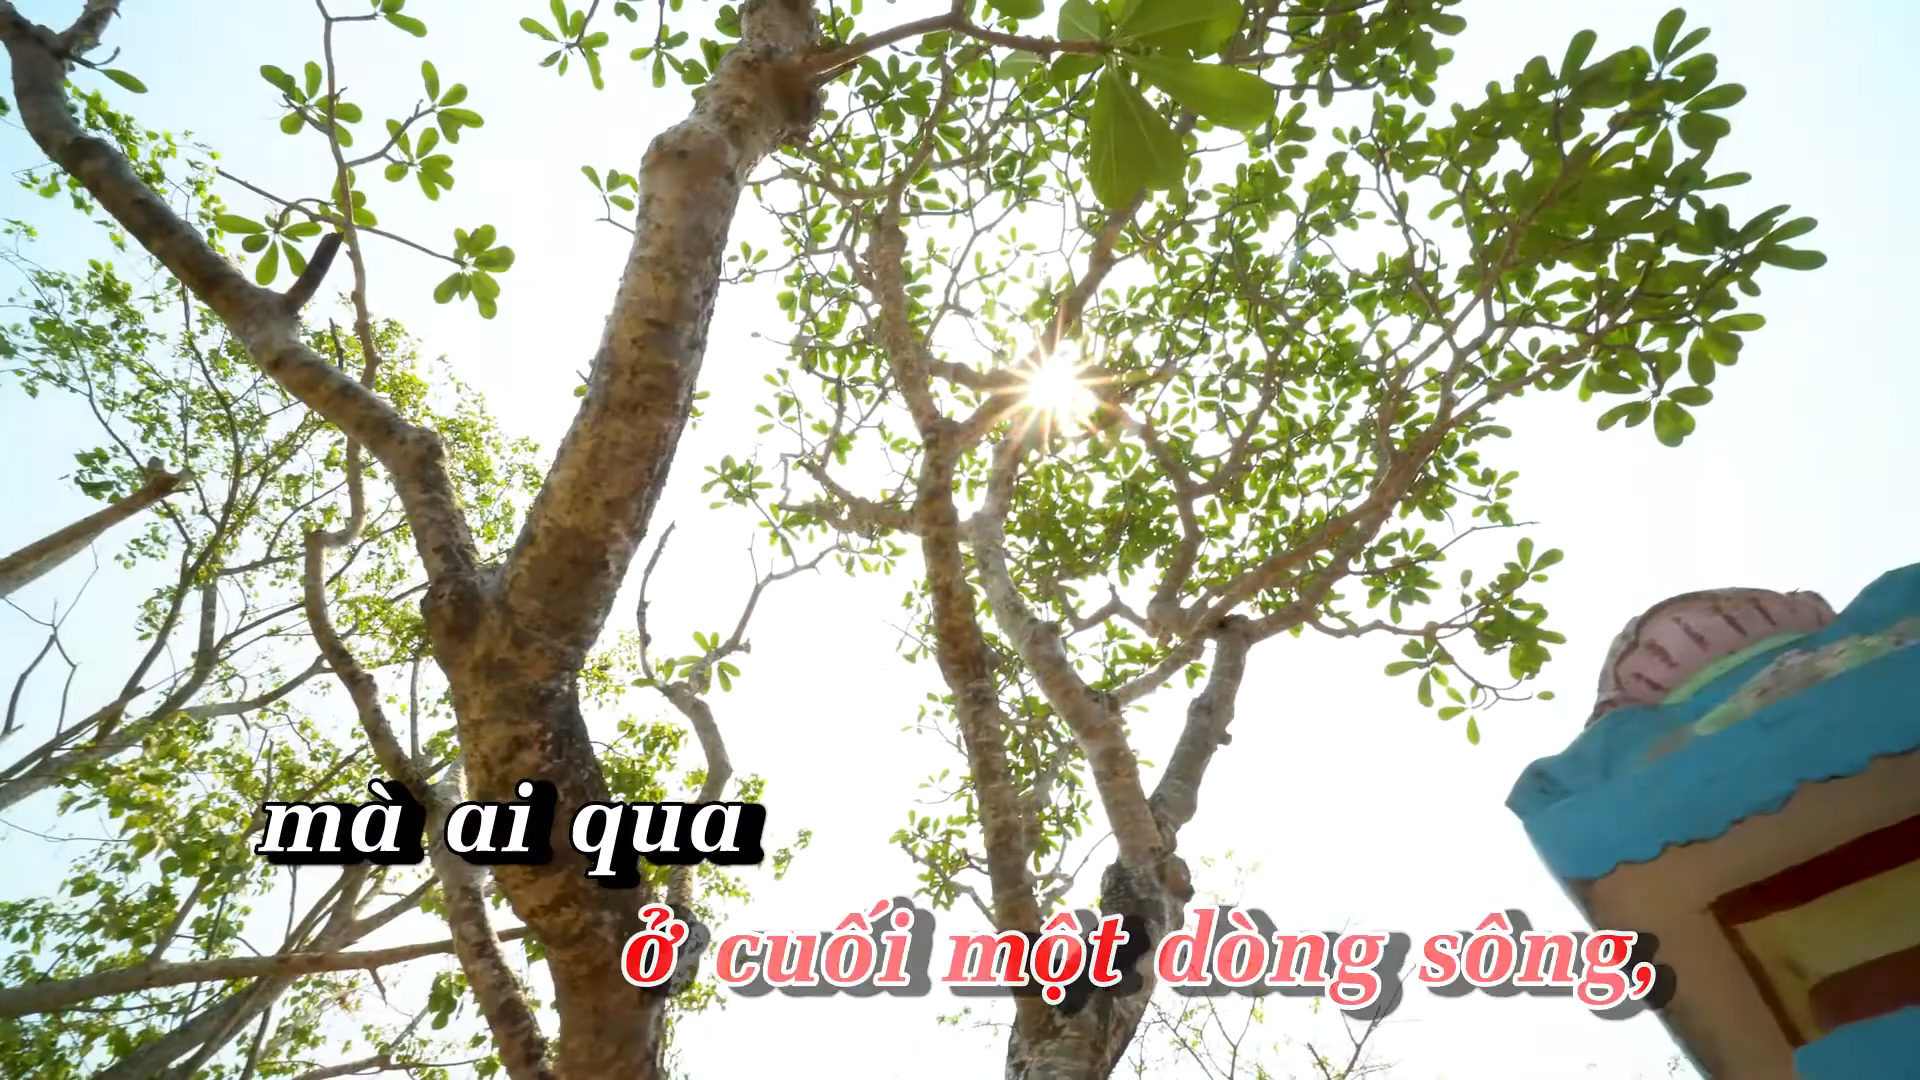 mà ai qua
ở cuối một dòng sông,